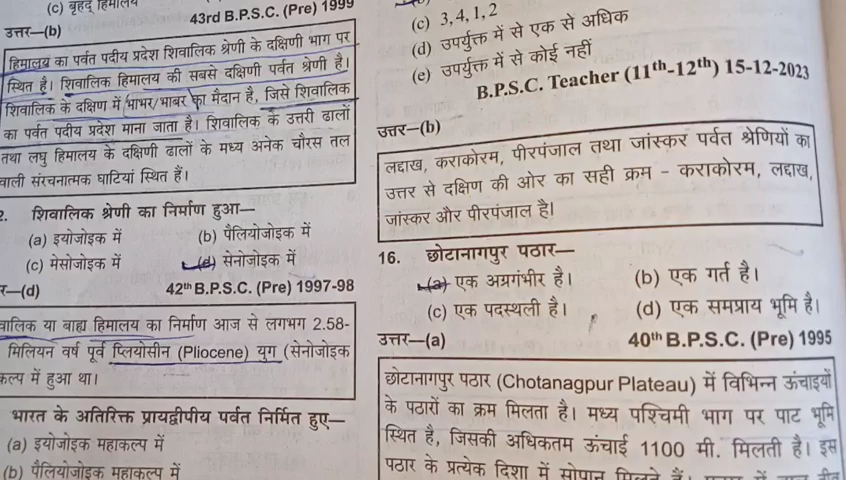 (c) बृहद् हिमालय
43rd B.P.S.C. (Pre) 1999
उत्तर—(b)
हिमालय का पर्वत पदीय प्रदेश शिवालिक श्रेणी के दक्षिणी भाग पर
स्थित है। शिवालिक हिमालय की सबसे दक्षिणी पर्वत श्रेणी है।
शिवालिक के दक्षिण में भाभर/भाबर का मैदान है, जिसे शिवालिक
का पर्वत पदीय प्रदेश माना जाता है। शिवालिक के उत्तरी ढालों
तथा लघु हिमालय के दक्षिणी ढालों के मध्य अनेक चौरस तल
वाली संरचनात्मक घाटियां स्थित हैं।
2. शिवालिक श्रेणी का निर्माण हुआ—
(a) इयोजोइक में (b) पैलियोजोइक में
(c) मेसोजोइक में (d) सेनोजोइक में
र—(d) 42th B.P.S.C. (Pre) 1997-98
वालिक या बाह्य हिमालय का निर्माण आज से लगभग 2.58-
मिलियन वर्ष पूर्व प्लियोसीन (Pliocene) युग (सेनोजोइक
कल्प में हुआ था।
भारत के अतिरिक्त प्रायद्वीपीय पर्वत निर्मित हुए—
(a) इयोजोइक महाकल्प में
(b) पैलियोजोइक महाकल्प में
(c) 3, 4, 1, 2
(d) उपर्युक्त में से एक से अधिक
(e) उपर्युक्त में से कोई नहीं
B.P.S.C. Teacher (11th-12th) 15-12-2023
उत्तर—(b)
लद्दाख, काराकोरम, पीरपंजाल तथा जांस्कर पर्वत श्रेणियों का
उत्तर से दक्षिण की ओर का सही क्रम - काराकोरम, लद्दाख,
जांस्कर और पीरपंजाल है।
16. छोटानागपुर पठार—
(a) एक अग्रगंभीर है। (b) एक गर्त है।
(c) एक पदस्थली है। (d) एक समप्राय भूमि है।
उत्तर—(a) 40th B.P.S.C. (Pre) 1995
छोटानागपुर पठार (Chotanagpur Plateau) में विभिन्न ऊंचाइयों
के पठारों का क्रम मिलता है। मध्य पश्चिमी भाग पर पाट भूमि
स्थित है, जिसकी अधिकतम ऊंचाई 1100 मी. मिलती है। इस
पठार के प्रत्येक दिशा में सोपान मिलते हैं।